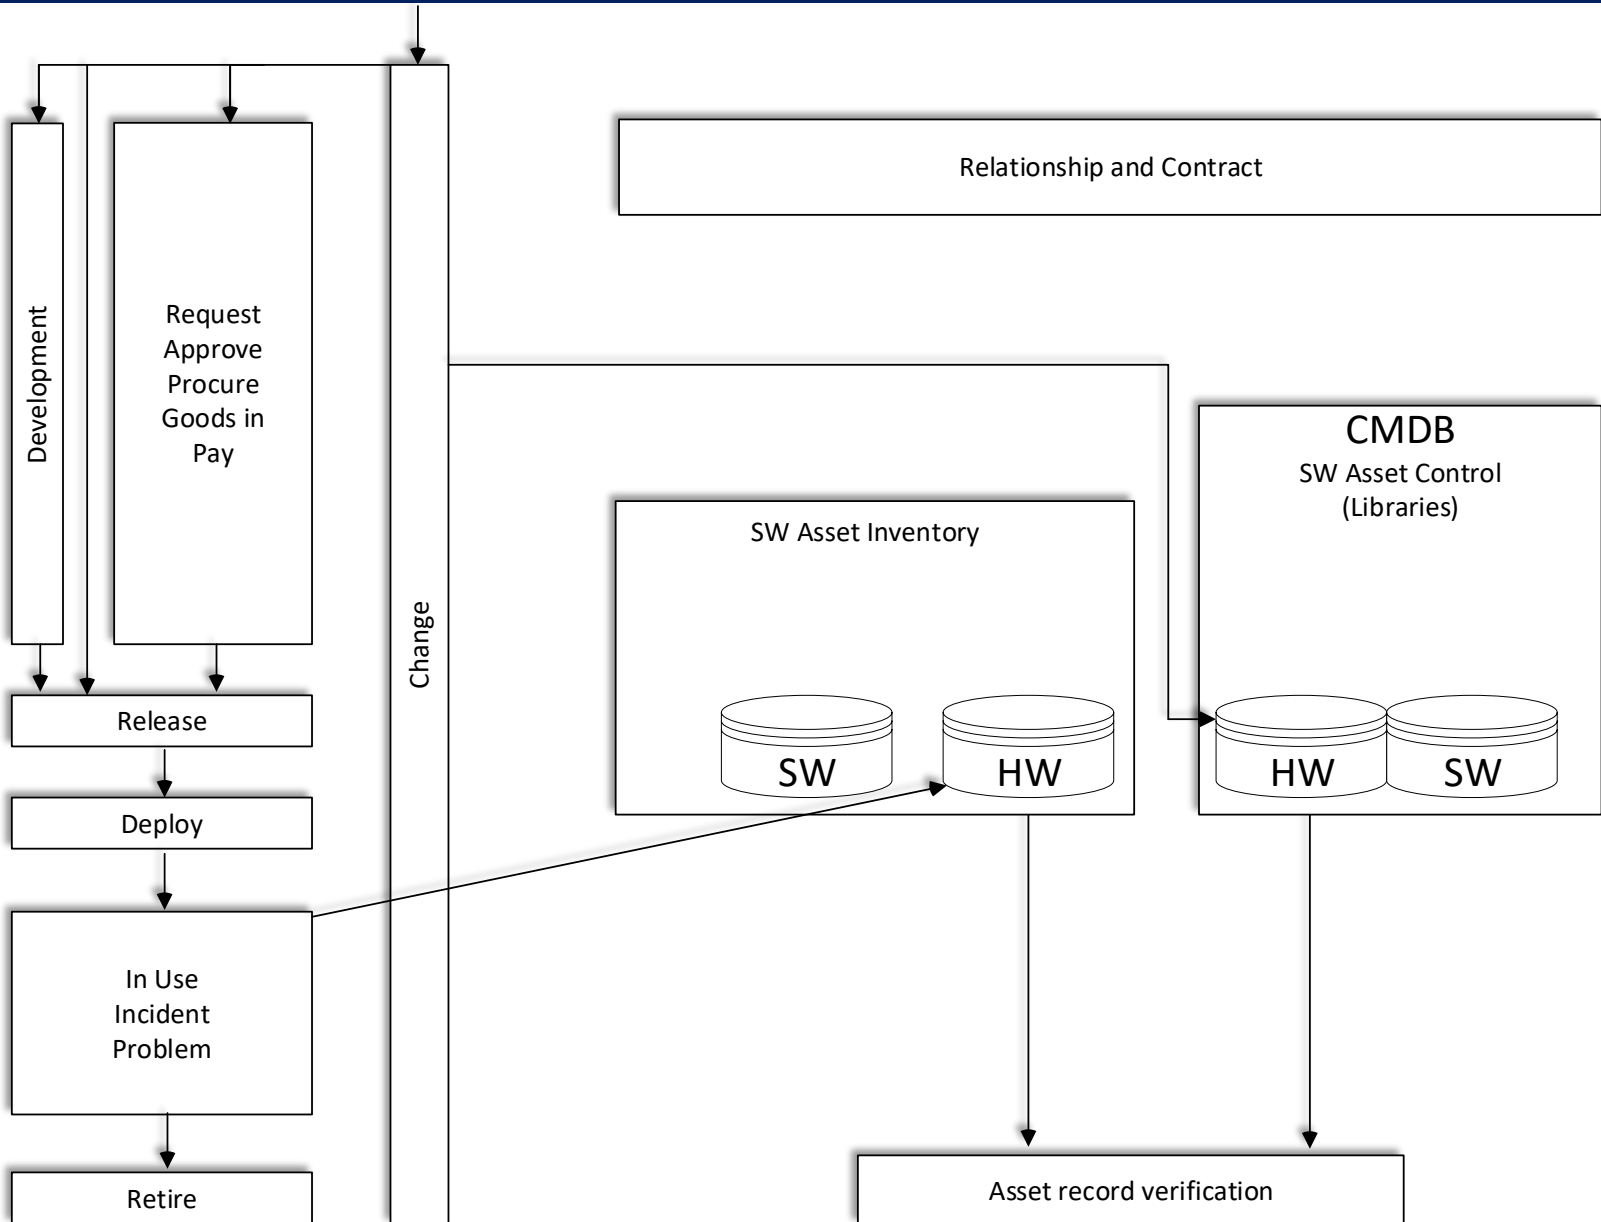 Relationship and Contract
Development
Request
Approve
Procure
Goods in
Pay
Change
CMDB
SW Asset Control
(Libraries)
SW Asset Inventory
SW
HW
HW
SW
Release
Deploy
In Use
Incident
Problem
Retire
Asset record verification